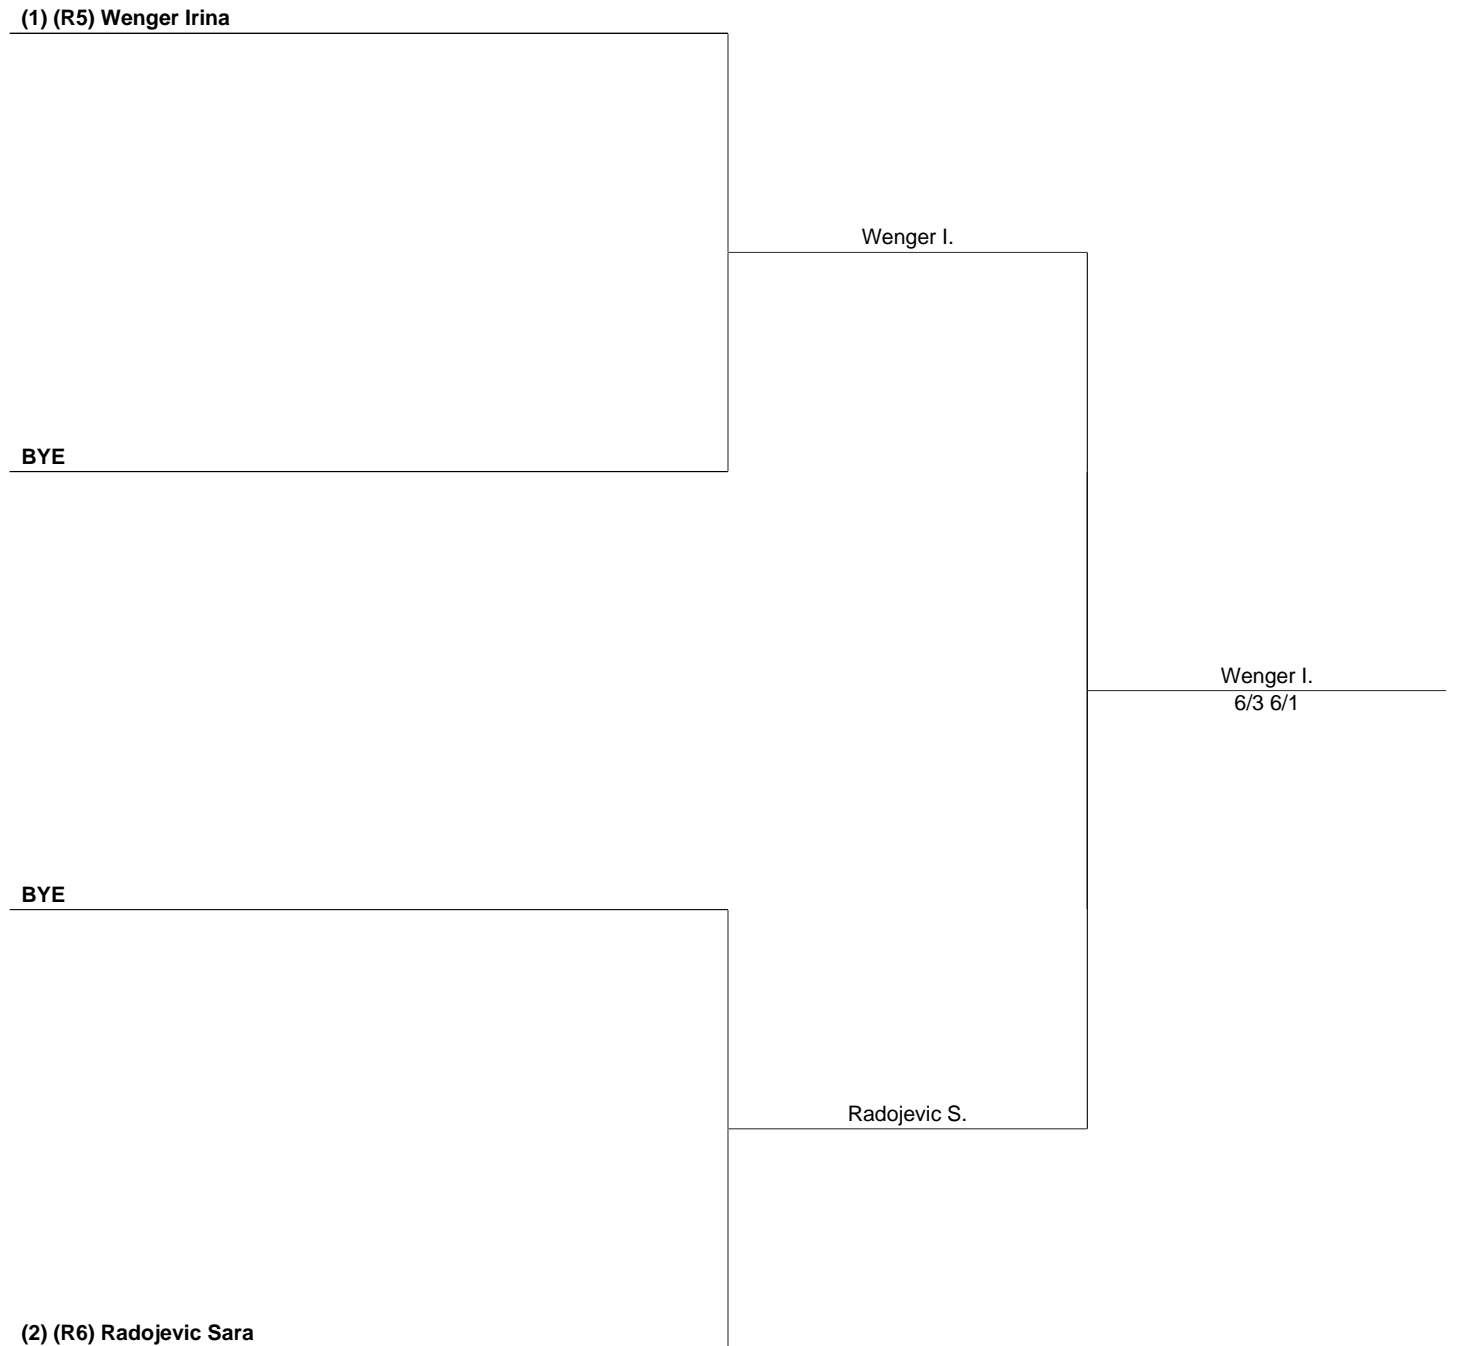 (1) (R5) Wenger Irina
Wenger I.
BYE
Wenger I.
6/3 6/1
BYE
Radojevic S.
(2) (R6) Radojevic Sara